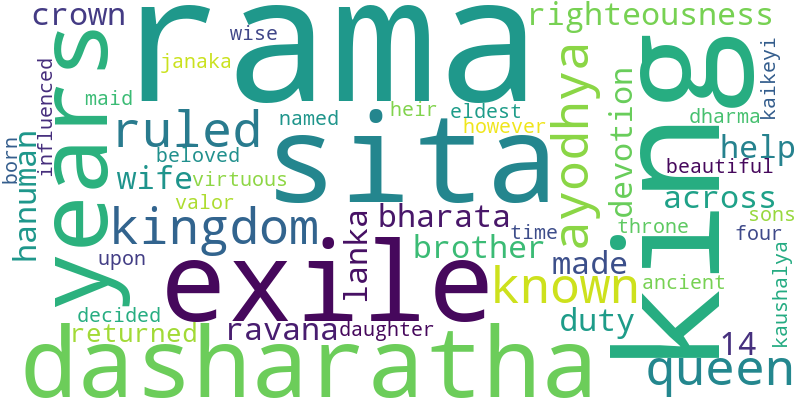 crown
rama
righteousness
wise
janaka
years
king
influenced
maid
ruled
named
heir
eldest
however
ayodhya
devotion
dharma
kaikeyi
born
hanuman
beloved
sita
help
beautiful
wife
virtuous
across
valor
kingdom
lanka
bharata
time
throne
sons
four
upon
exile
brother
made
known
ancient
kaushalya
decided
returned
ravana
daughter
duty
14
dasharatha
queen